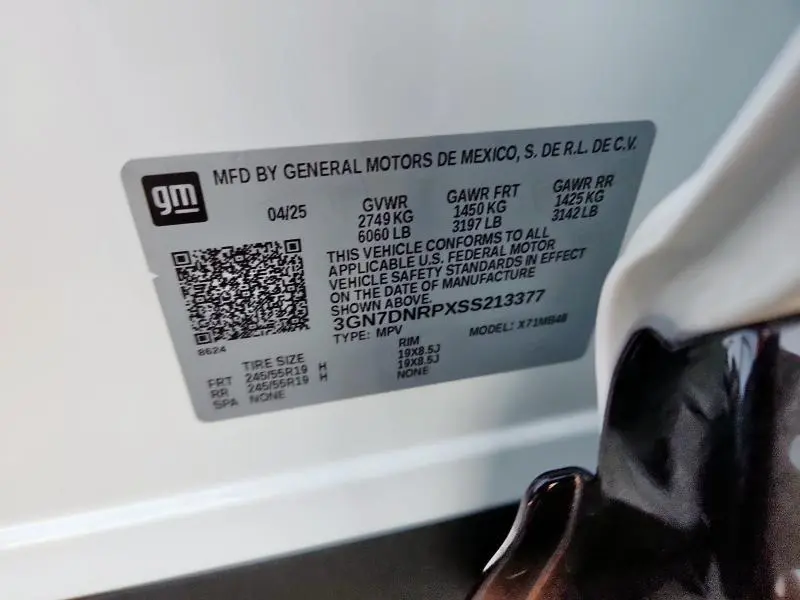 gm
MFD BY GENERAL MOTORS DE MEXICO, S. DE R.L. DE C.V.
04/25
GVWR
2749 KG
6060 LB
GAWR FRT
1450 KG
3197 LB
GAWR RR
1425 KG
3142 LB
THIS VEHICLE CONFORMS TO ALL
APPLICABLE U.S. FEDERAL MOTOR
VEHICLE SAFETY STANDARDS IN EFFECT
ON THE DATE OF MANUFACTURE
SHOWN ABOVE.
3GN7DNRPXSS213377
TYPE: MPV
MODEL: X71MB48
8624
TIRE SIZE
RIM
FRT 245/55R19 H 19X8.5J
RR 245/55R19 H 19X8.5J
SPA NONE NONE